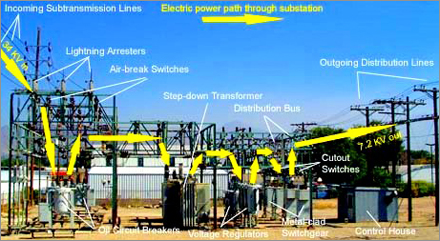 Incoming Subtransmission Lines
Electric power path through substation
34 KV in
Lightning Arresters
Air-break Switches
Outgoing Distribution Lines
Step-down Transformer
Distribution Bus
7.2 KV out
Cutout
Switches
Oil Circuit Breakers
Voltage Regulators
Metal-clad
Switchgear
Control House